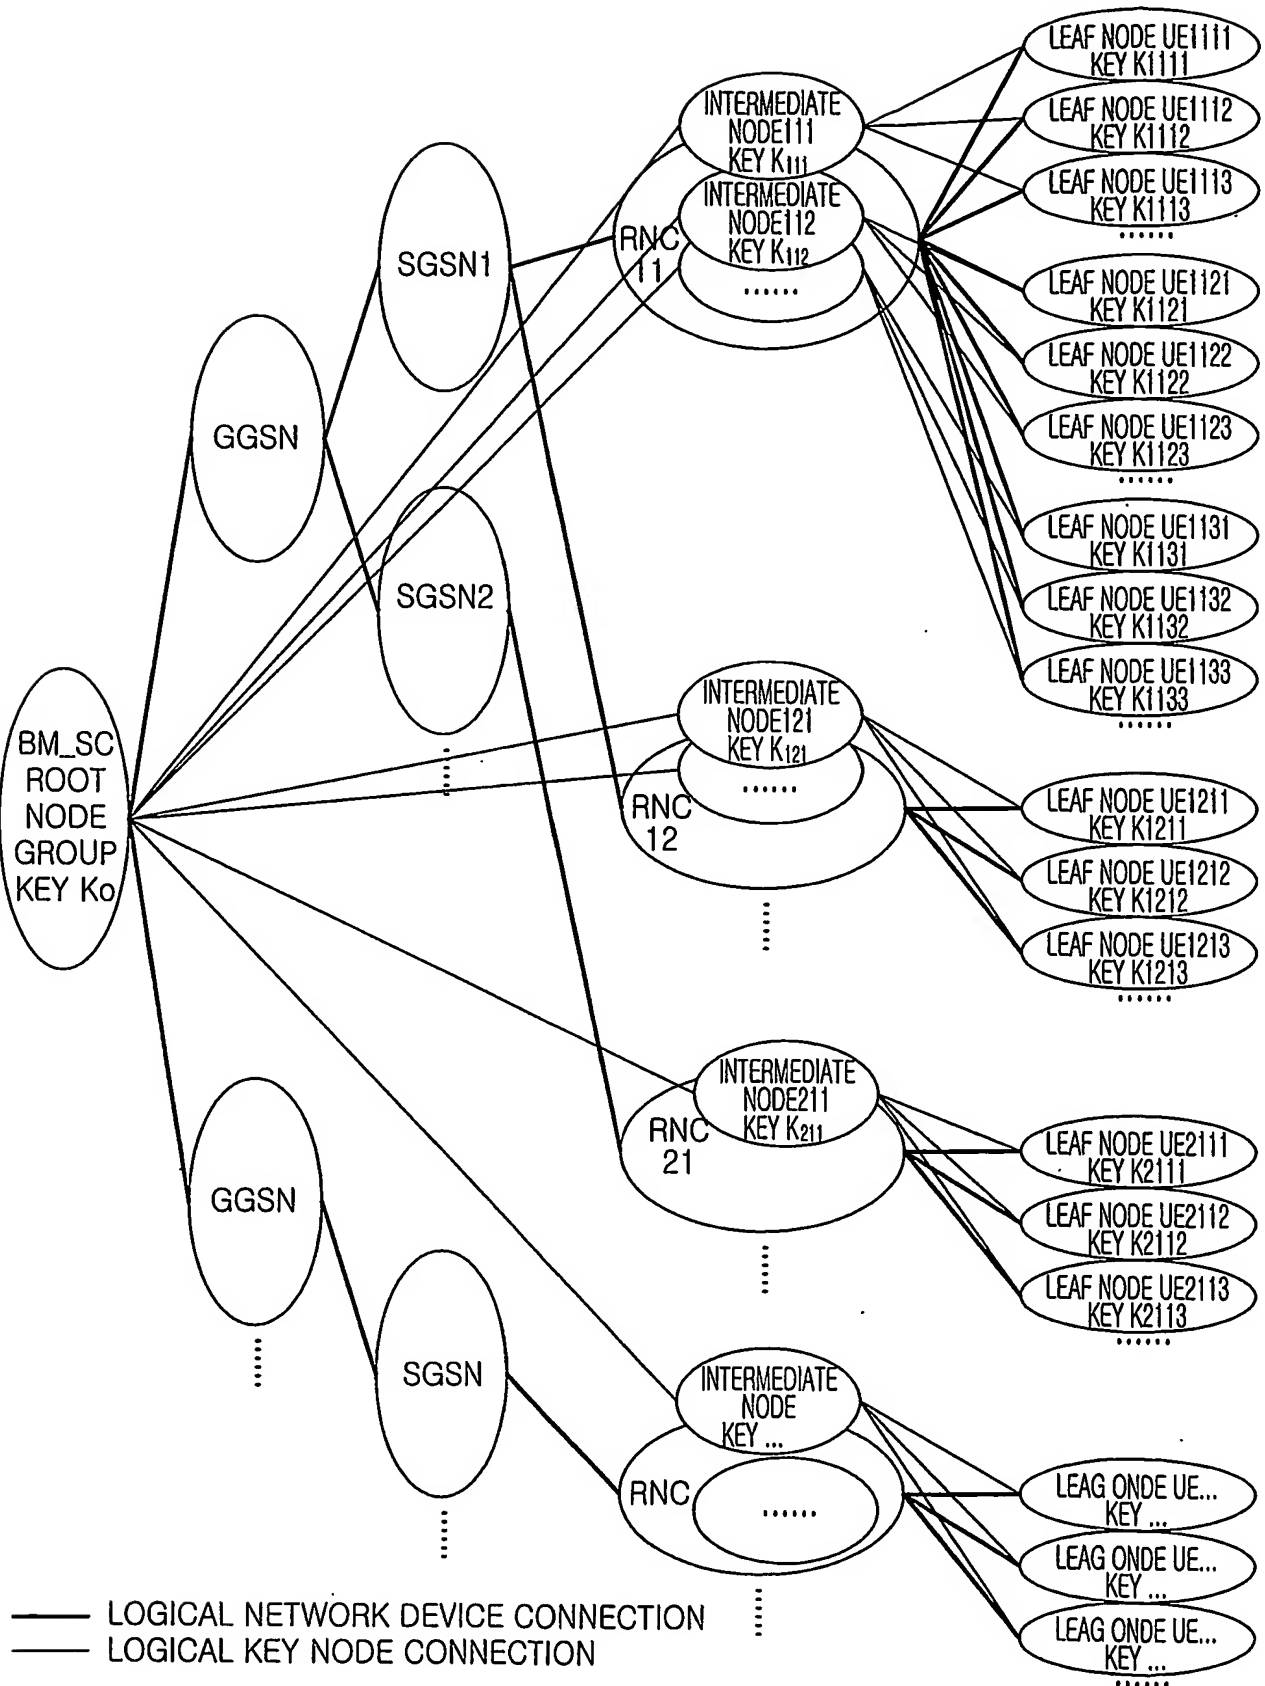 BM_SC
ROOT
NODE
GROUP
KEY Ko
GGSN
GGSN
......
SGSN1
SGSN2
......
SGSN
......
INTERMEDIATE
NODE111
KEY K111
INTERMEDIATE
NODE112
KEY K112
......
RNC
11
INTERMEDIATE
NODE121
KEY K121
......
RNC
12
......
INTERMEDIATE
NODE211
KEY K211
RNC
21
......
INTERMEDIATE
NODE
KEY ...
RNC
......
......
LEAF NODE UE1111
KEY K1111
LEAF NODE UE1112
KEY K1112
LEAF NODE UE1113
KEY K1113
......
LEAF NODE UE1121
KEY K1121
LEAF NODE UE1122
KEY K1122
LEAF NODE UE1123
KEY K1123
......
LEAF NODE UE1131
KEY K1131
LEAF NODE UE1132
KEY K1132
LEAF NODE UE1133
KEY K1133
......
LEAF NODE UE1211
KEY K1211
LEAF NODE UE1212
KEY K1212
LEAF NODE UE1213
KEY K1213
......
LEAF NODE UE2111
KEY K2111
LEAF NODE UE2112
KEY K2112
LEAF NODE UE2113
KEY K2113
......
LEAG ONDE UE...
KEY ...
LEAG ONDE UE...
KEY ...
LEAG ONDE UE...
KEY ...
......
LOGICAL NETWORK DEVICE CONNECTION
LOGICAL KEY NODE CONNECTION